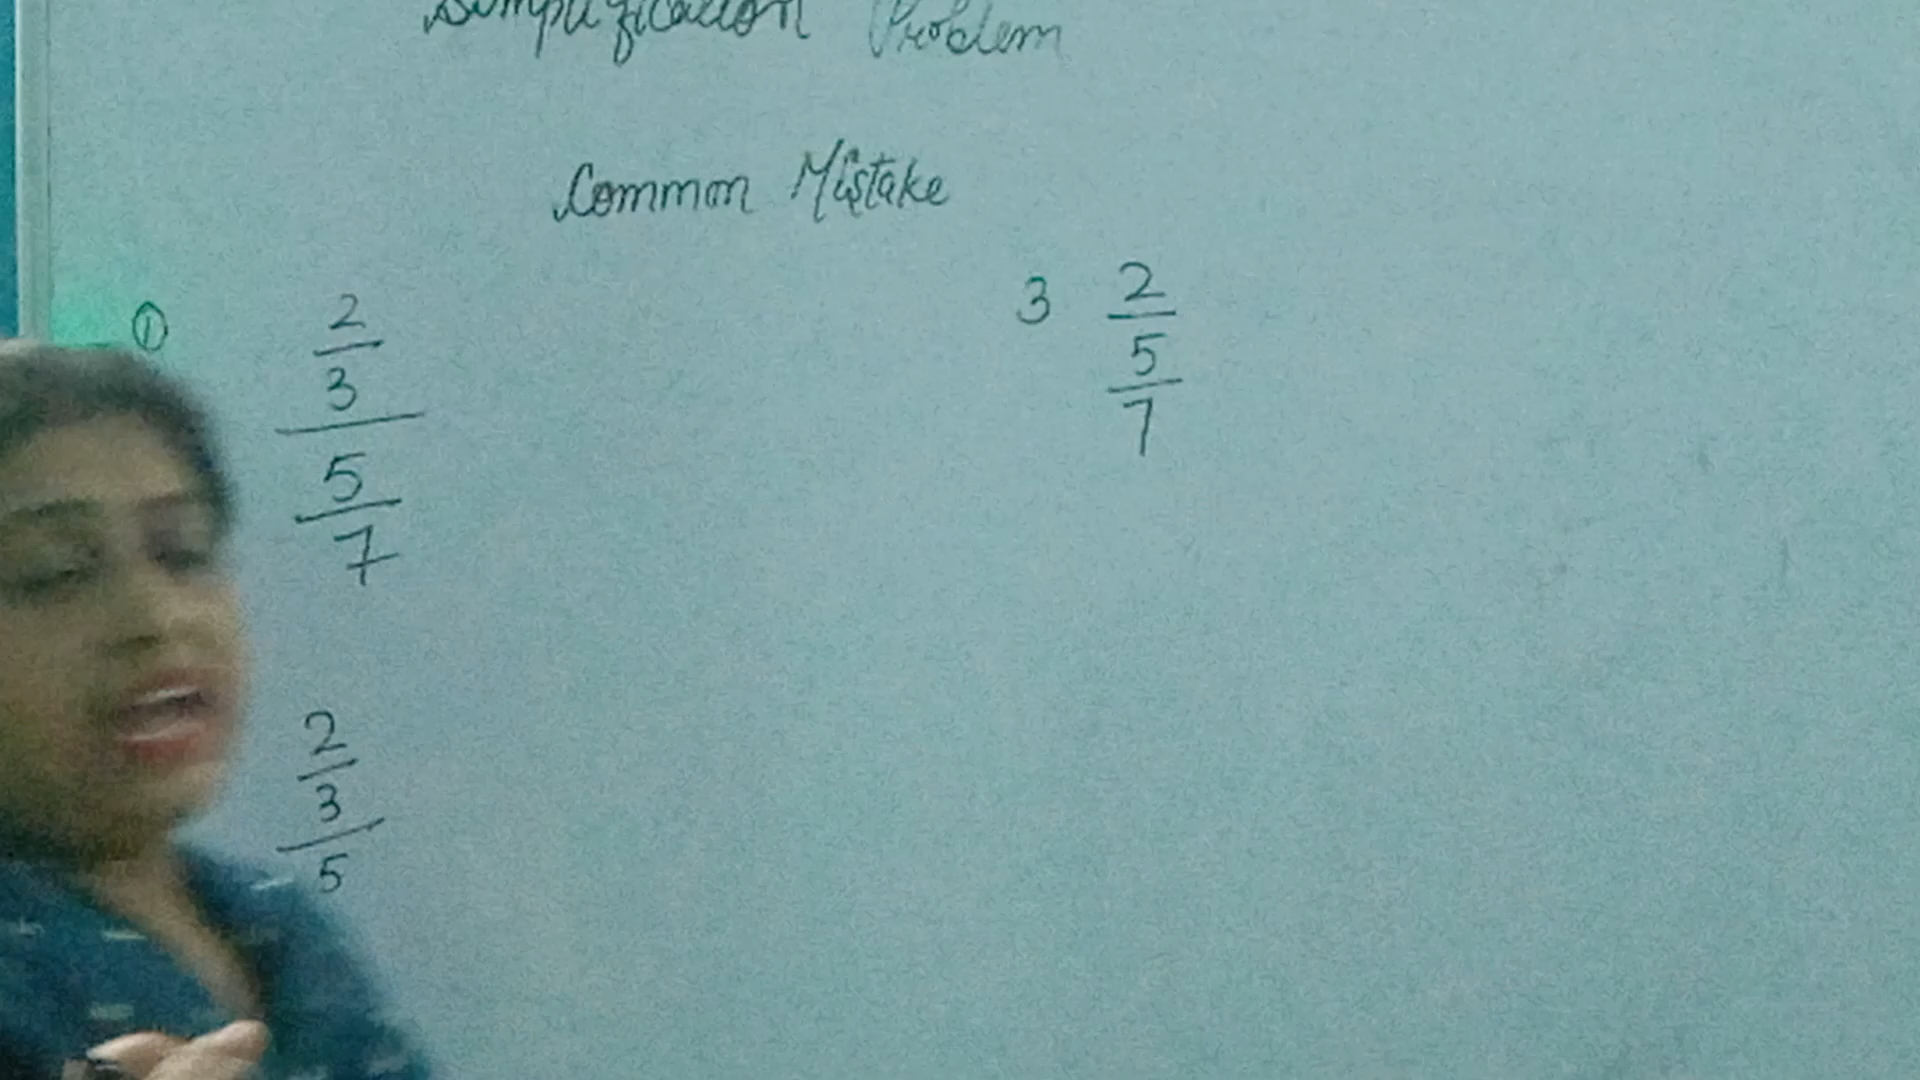 Simplification Problem
Common Mistake
① 2/3 / 5/7
3 2/5/7
2/3/5